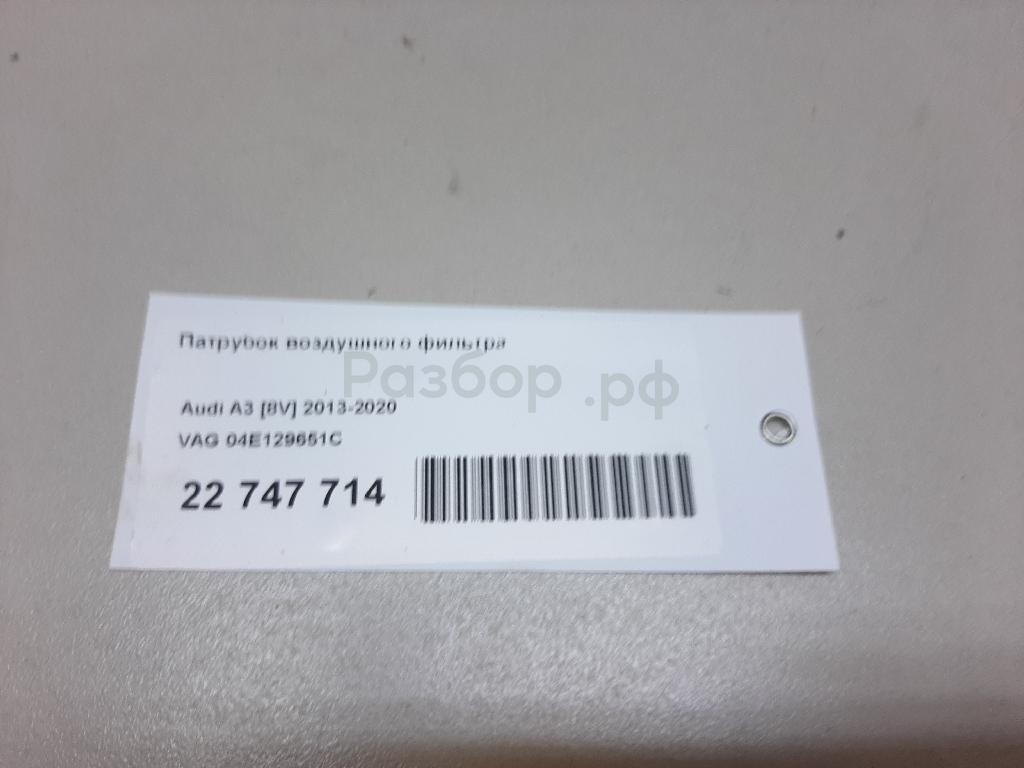 Патрубок воздушного фильтра
Разбор.рф
Audi A3 [8V] 2013-2020
VAG 04E129651C
22 747 714